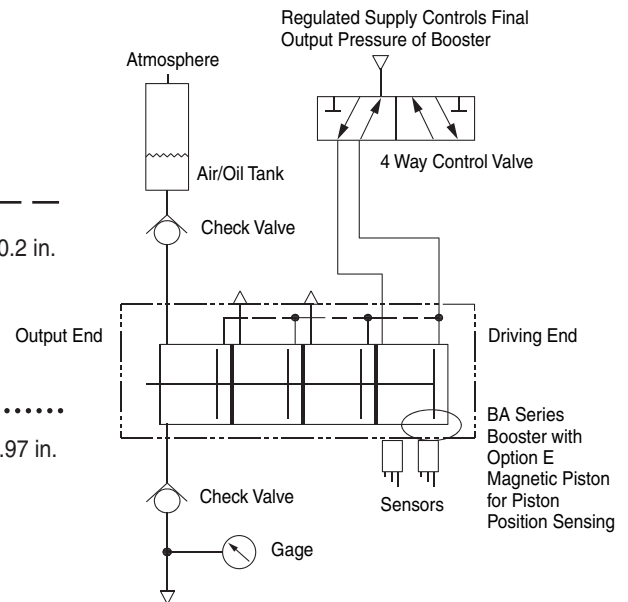 Regulated Supply Controls Final
Output Pressure of Booster
Atmosphere
4 Way Control Valve
Air/Oil Tank
Check Valve
0.2 in.
Output End
Driving End
.97 in.
BA Series
Booster with
Option E
Magnetic Piston
for Piston
Position Sensing
Check Valve
Sensors
Gage